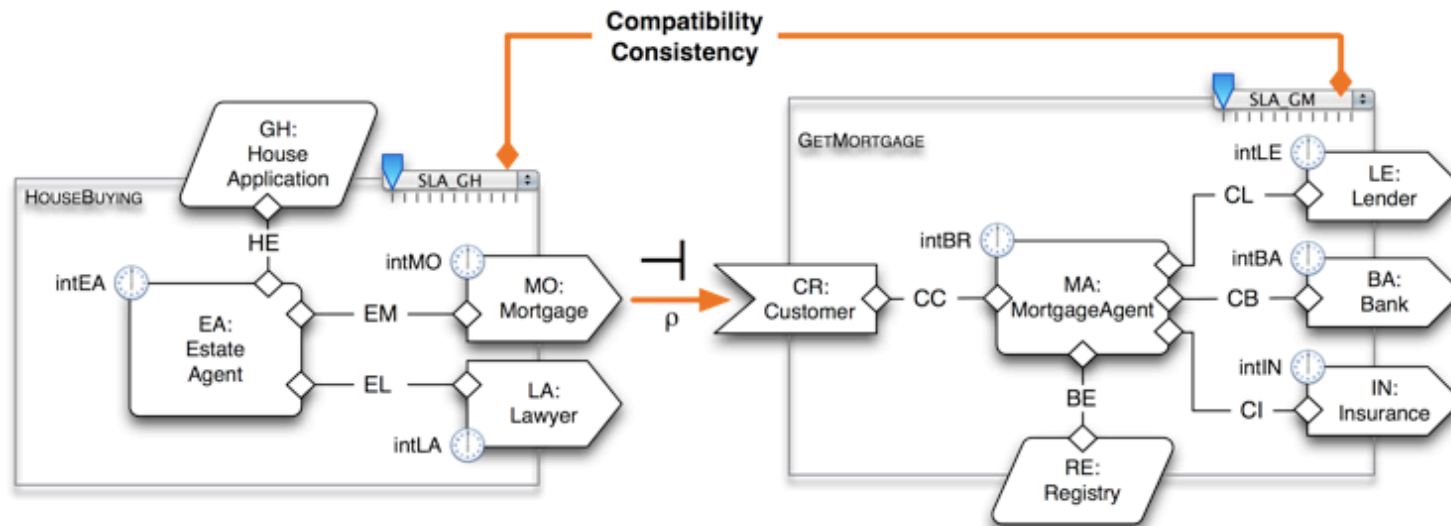 Compatibility
Consistency
HOUSEBUYING
GH:
House
Application
SLA_GH
HE
intEA
EA:
Estate
Agent
intMO
EM
MO:
Mortgage
EL
LA:
Lawyer
intLA
ρ
GETMORTGAGE
SLA_GM
CR:
Customer
CC
intBR
MA:
MortgageAgent
BE
RE:
Registry
intLE
CL
LE:
Lender
intBA
CB
BA:
Bank
intIN
CI
IN:
Insurance